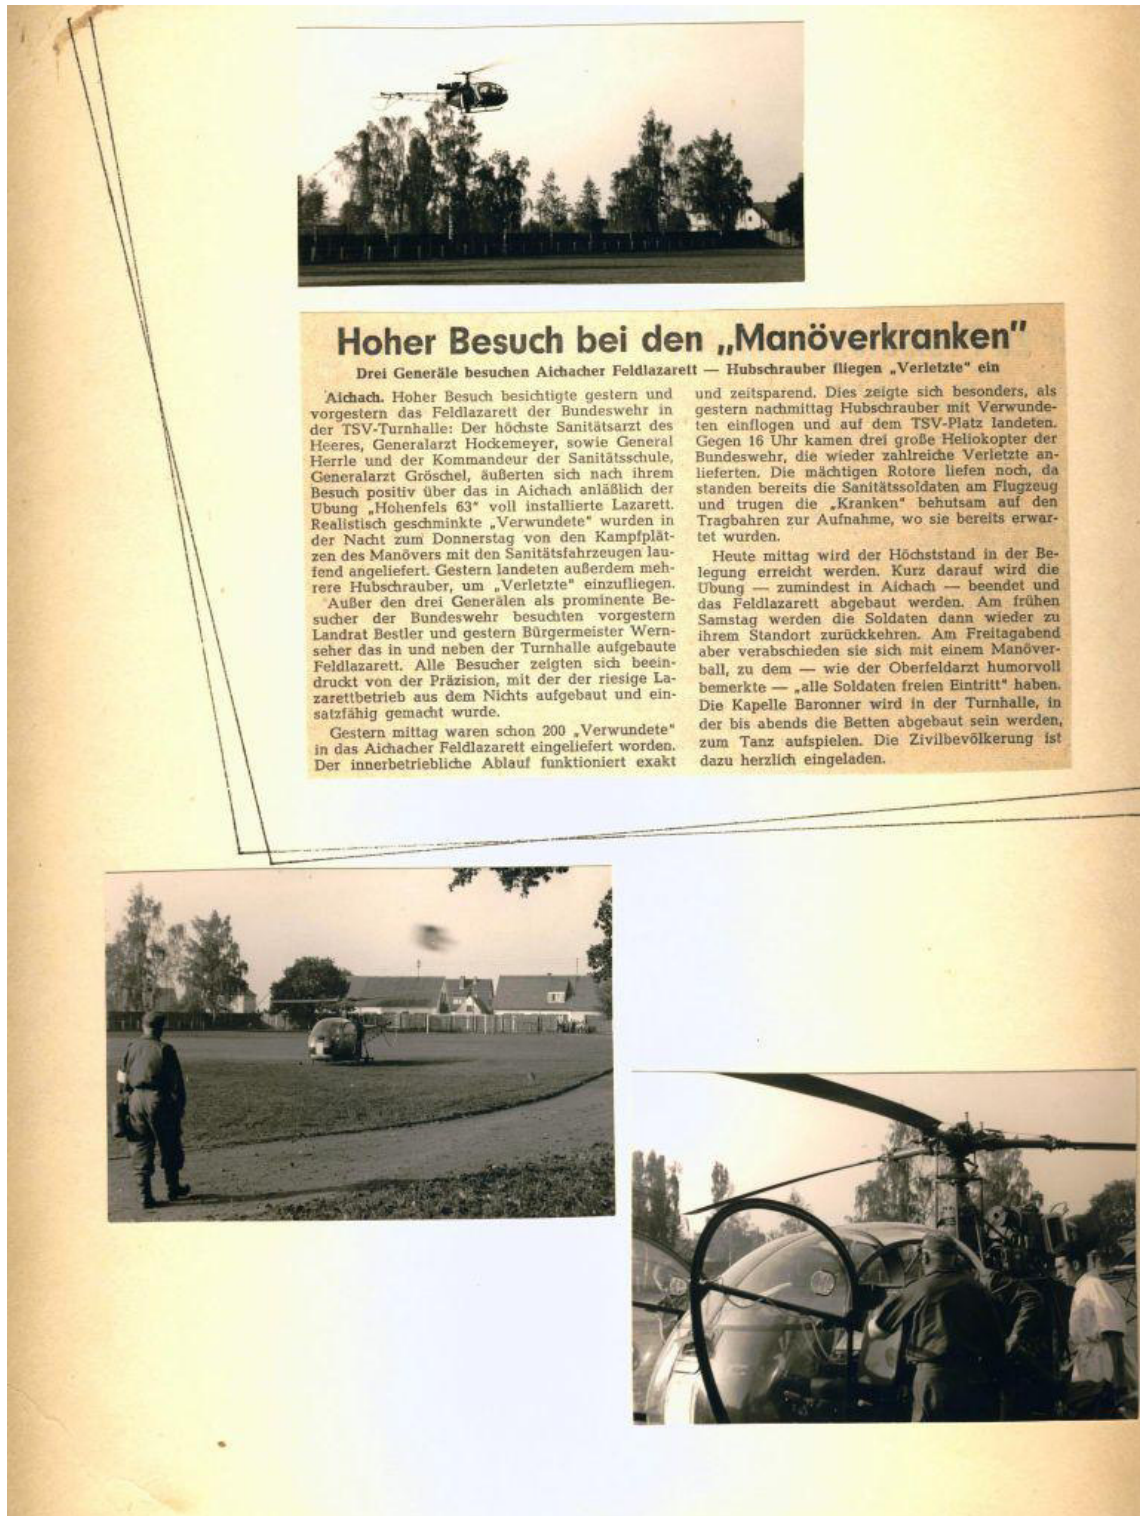 Hoher Besuch bei den „Manöverkranken"
Drei Generäle besuchen Aichacher Feldlazarett — Hubschrauber fliegen „Verletzte" ein
Aichach. Hoher Besuch besichtigte gestern und
vorgestern das Feldlazarett der Bundeswehr in
der TSV-Turnhalle: Der höchste Sanitätsarzt des
Heeres, Generalarzt Hockemeyer, sowie General
Herrle und der Kommandeur der Sanitätsschule,
Generalarzt Gröschel, äußerten sich nach ihrem
Besuch positiv über das in Aichach anläßlich der
Übung „Hohenfels 63" voll installierte Lazarett.
Realistisch geschminkte „Verwundete" wurden in
der Nacht zum Donnerstag von den Kampfplät-
zen des Manövers mit den Sanitätsfahrzeugen lau-
fend angeliefert. Gestern landeten außerdem meh-
rere Hubschrauber, um „Verletzte" einzufliegen.
Außer den drei Generälen als prominente Be-
sucher der Bundeswehr besuchten vorgestern
Landrat Bestler und gestern Bürgermeister Wern-
seher das in und neben der Turnhalle aufgebaute
Feldlazarett. Alle Besucher zeigten sich beein-
druckt von der Präzision, mit der der riesige La-
zarettbetrieb aus dem Nichts aufgebaut und ein-
satzfähig gemacht wurde.
Gestern mittag waren schon 200 „Verwundete"
in das Aichacher Feldlazarett eingeliefert worden.
Der innerbetriebliche Ablauf funktioniert exakt
und zeitsparend. Dies zeigte sich besonders, als
gestern nachmittag Hubschrauber mit Verwunde-
ten einflogen und auf dem TSV-Platz landeten.
Gegen 16 Uhr kamen drei große Heliokopter der
Bundeswehr, die wieder zahlreiche Verletzte an-
lieferten. Die mächtigen Rotore liefen noch, da
standen bereits die Sanitätssoldaten am Flugzeug
und trugen die „Kranken" behutsam auf den
Tragbahren zur Aufnahme, wo sie bereits erwar-
tet wurden.
Heute mittag wird der Höchststand in der Be-
legung erreicht werden. Kurz darauf wird die
Übung — zumindest in Aichach — beendet und
das Feldlazarett abgebaut werden. Am frühen
Samstag werden die Soldaten dann wieder zu
ihrem Standort zurückkehren. Am Freitagabend
aber verabschieden sie sich mit einem Manöver-
ball, zu dem — wie der Oberfeldarzt humorvoll
bemerkte — „alle Soldaten freien Eintritt" haben.
Die Kapelle Baronner wird in der Turnhalle, in
der bis abends die Betten abgebaut sein werden,
zum Tanz aufspielen. Die Zivilbevölkerung ist
dazu herzlich eingeladen.